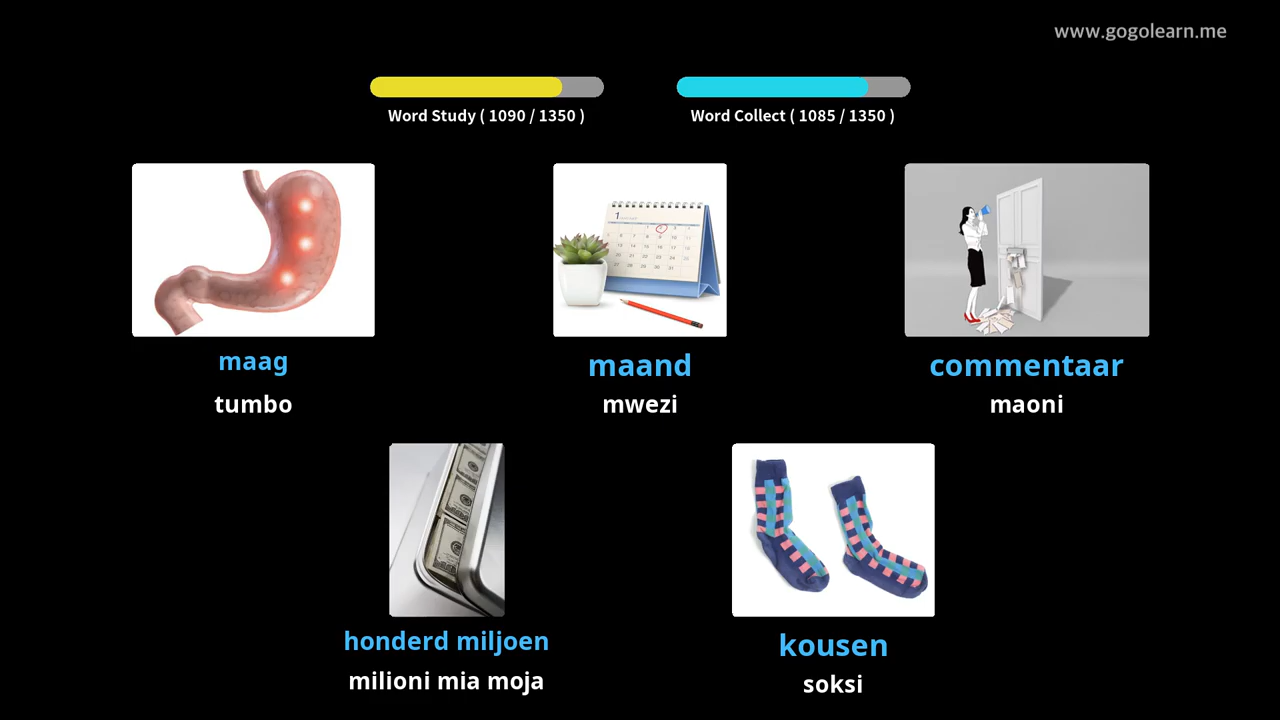 www.gogolearn.me
Word Study ( 1090 / 1350 )
Word Collect ( 1085 / 1350 )
maag
tumbo
maand
mwezi
commentaar
maoni
honderd miljoen
milioni mia moja
kousen
soksi